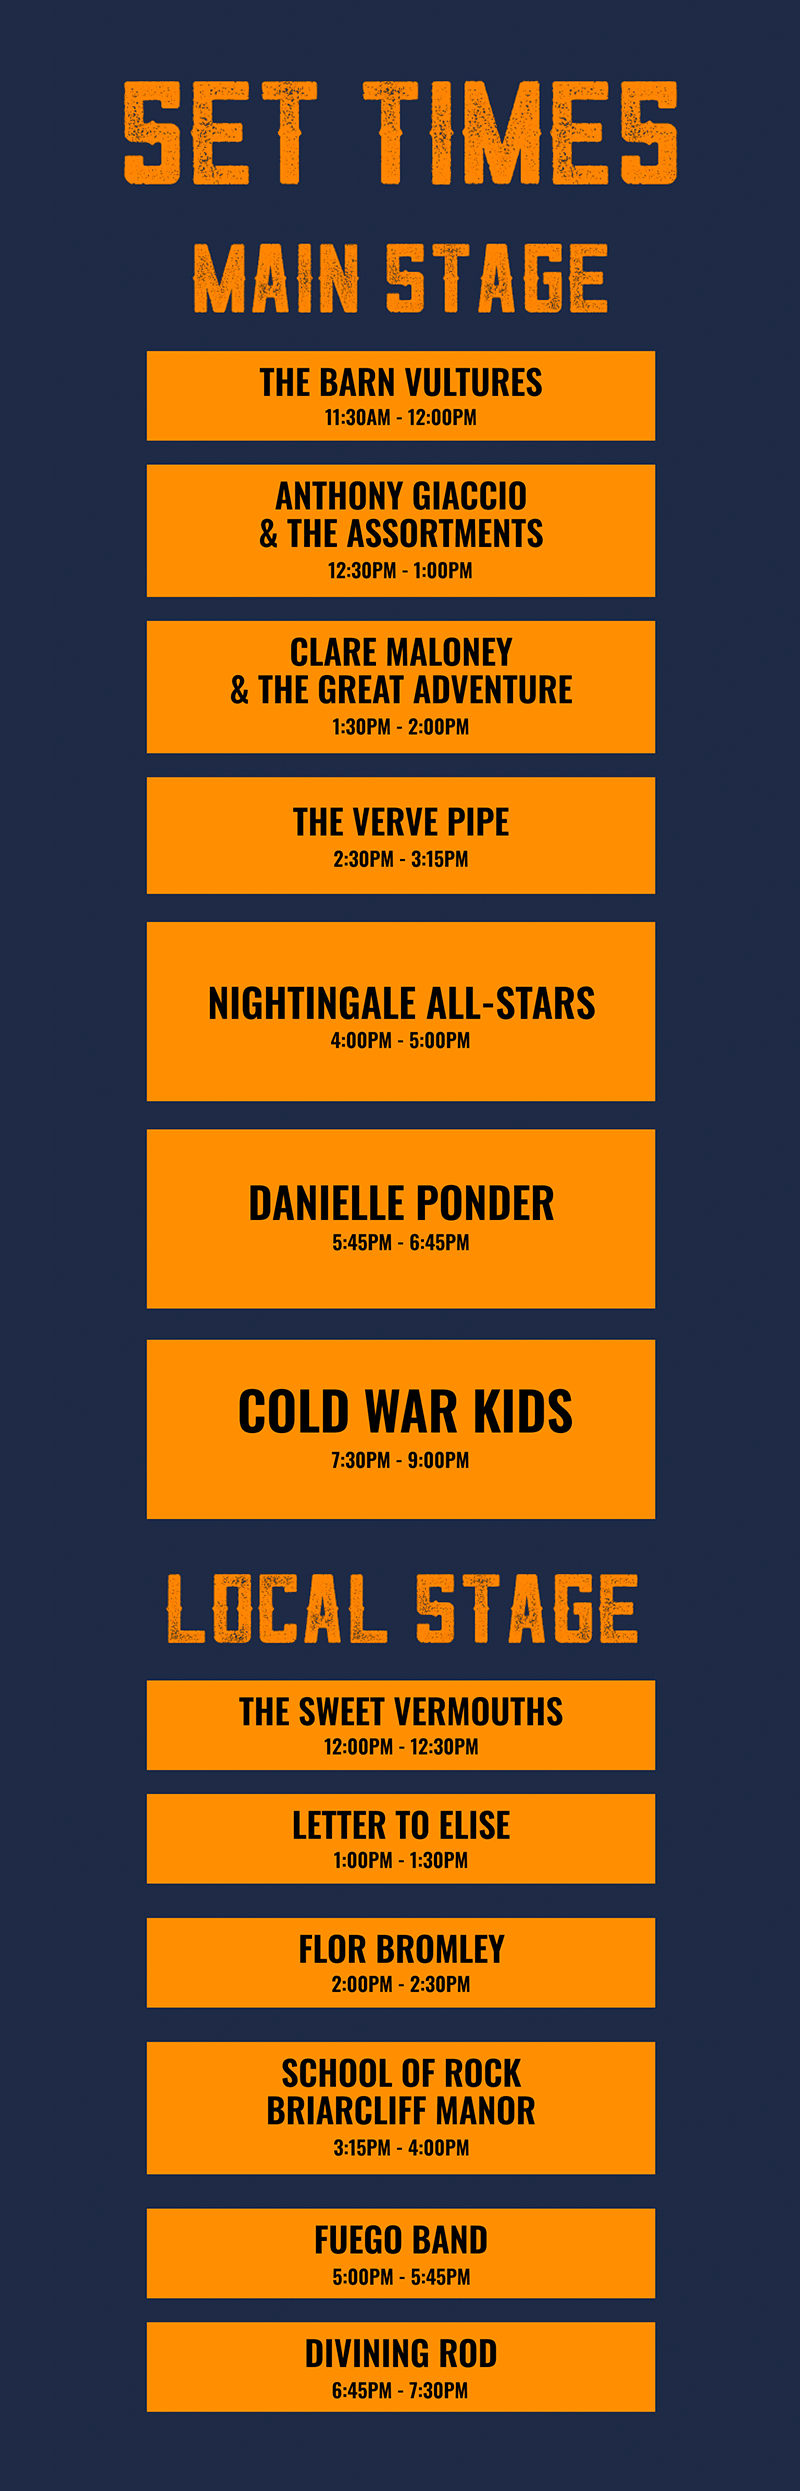 SET TIMES
MAIN STAGE
THE BARN VULTURES
11:30AM - 12:00PM
ANTHONY GIACCIO
& THE ASSORTMENTS
12:30PM - 1:00PM
CLARE MALONEY
& THE GREAT ADVENTURE
1:30PM - 2:00PM
THE VERVE PIPE
2:30PM - 3:15PM
NIGHTINGALE ALL-STARS
4:00PM - 5:00PM
DANIELLE PONDER
5:45PM - 6:45PM
COLD WAR KIDS
7:30PM - 9:00PM
LOCAL STAGE
THE SWEET VERMOUTHS
12:00PM - 12:30PM
LETTER TO ELISE
1:00PM - 1:30PM
FLOR BROMLEY
2:00PM - 2:30PM
SCHOOL OF ROCK
BRIARCLIFF MANOR
3:15PM - 4:00PM
FUEGO BAND
5:00PM - 5:45PM
DIVINING ROD
6:45PM - 7:30PM